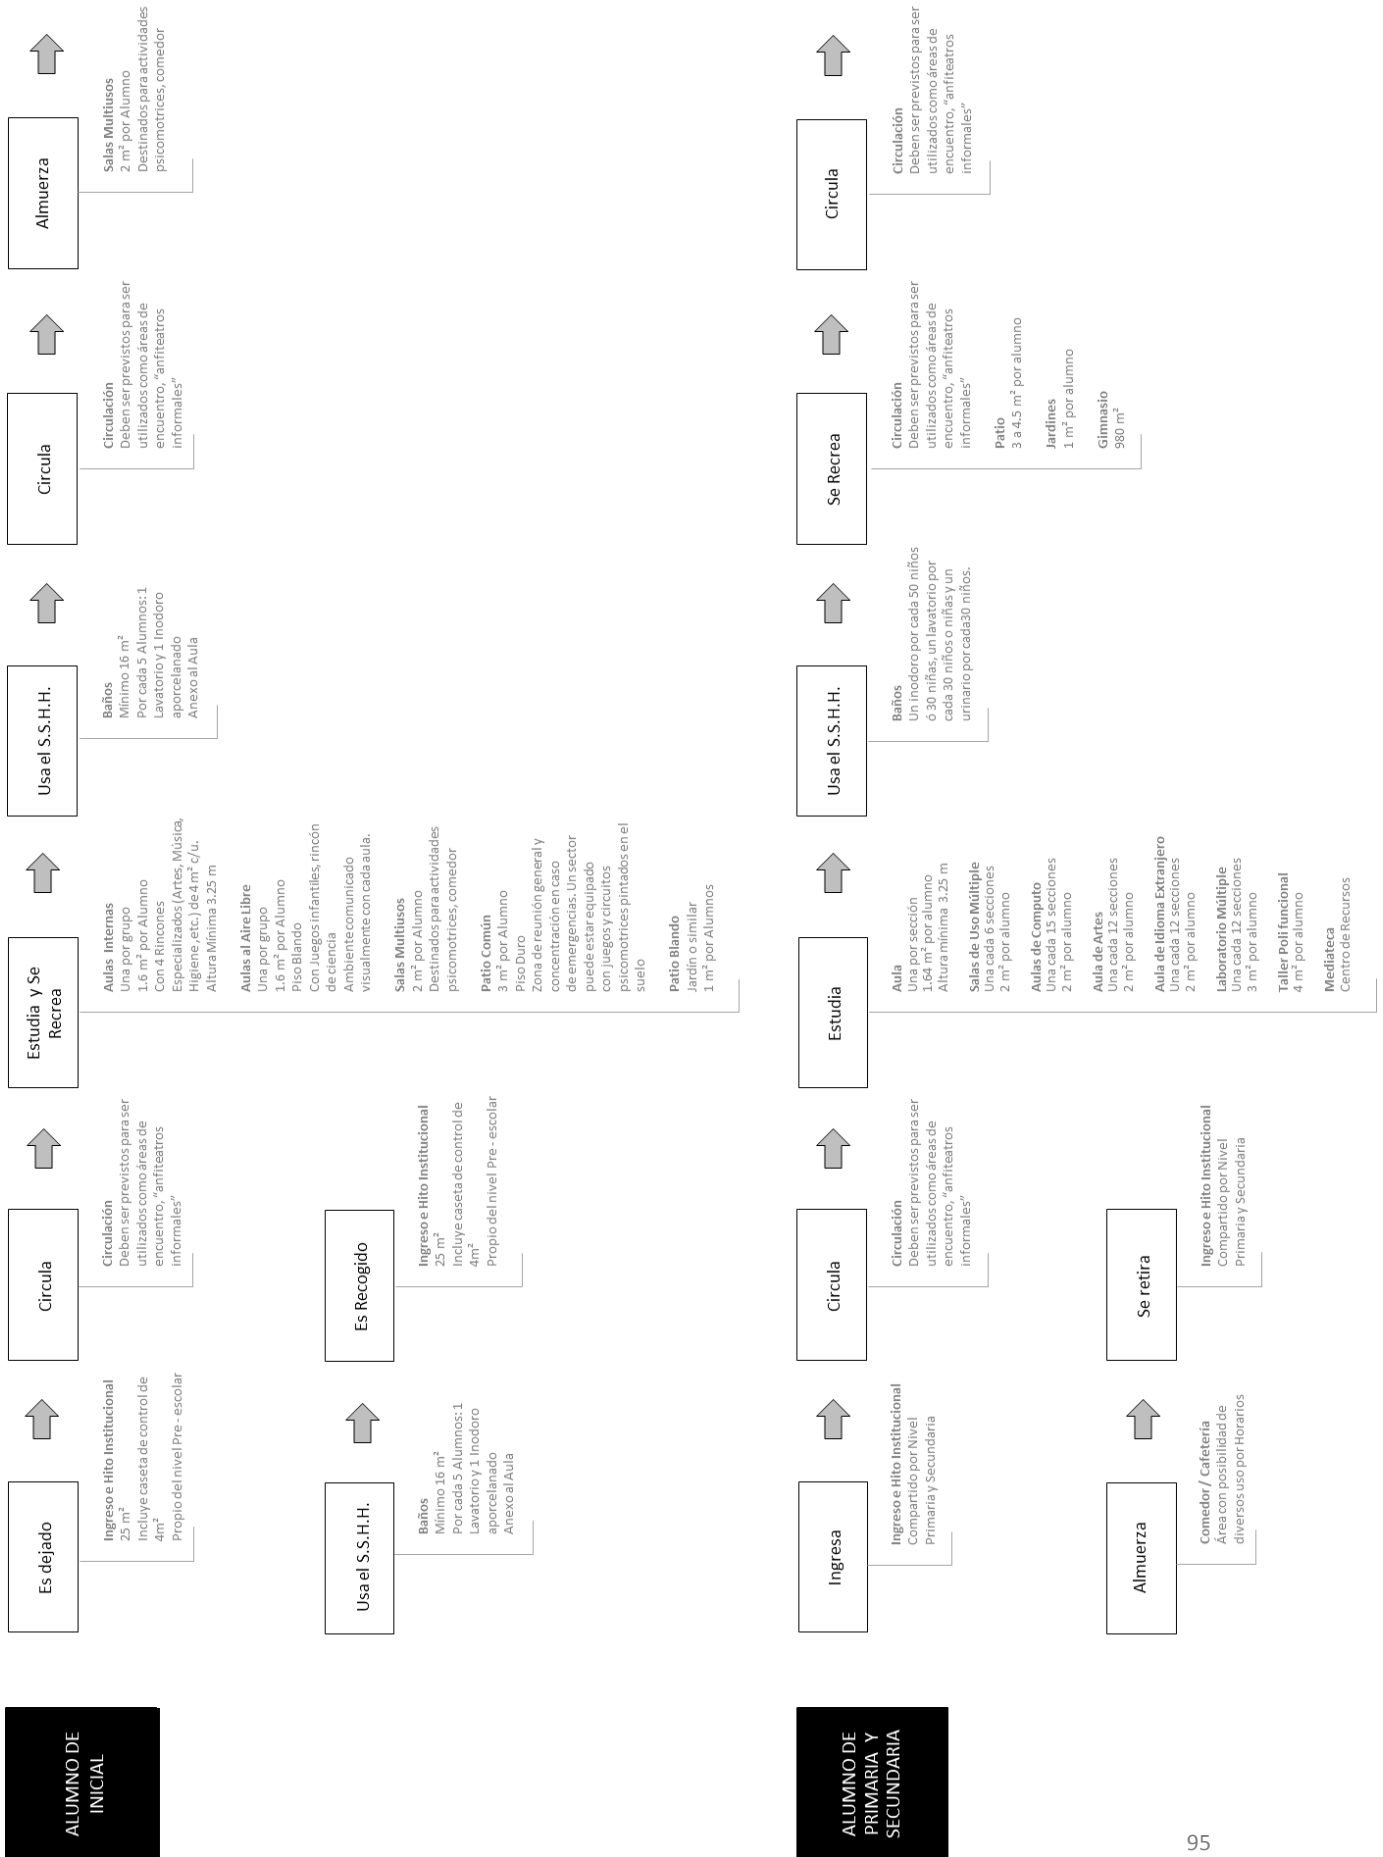 ALUMNO DE
INICIAL
Es dejado
Ingreso e Hito Institucional
25 m²
Incluye caseta de control de
4m²
Propio del nivel Pre - escolar
Circula
Circulación
Deben ser previstos para ser
utilizados como áreas de
encuentro, "anfiteatros
informales"
Estudia y Se
Recrea
Aulas Internas
Una por grupo
1.6 m² por Alumno
Con 4 Rincones
Especializados (Artes, Música,
Higiene, etc.) de 4 m² c/u.
Altura Mínima 3.25 m
Aulas al Aire Libre
Una por grupo
1.6 m² por Alumno
Piso Blando
Con Juegos infantiles, rincón
de ciencia
Ambiente comunicado
visualmente con cada aula.
Salas Multiusos
2 m² por Alumno
Destinados para actividades
psicomotrices, comedor
Patio Común
3 m² por Alumno
Piso Duro
Zona de reunión general y
concentración en caso
de emergencias. Un sector
puede estar equipado
con juegos y circuitos
psicomotrices pintados en el
suelo
Patio Blando
Jardín o similar
1 m² por Alumnos
Usa el S.S.H.H.
Baños
Mínimo 16 m²
Por cada 5 Alumnos: 1
Lavatorio y 1 Inodoro
aporcelanado
Anexo al Aula
Circula
Circulación
Deben ser previstos para ser
utilizados como áreas de
encuentro, "anfiteatros
informales"
Almuerza
Salas Multiusos
2 m² por Alumno
Destinados para actividades
psicomotrices, comedor
Usa el S.S.H.H.
Baños
Mínimo 16 m²
Por cada 5 Alumnos: 1
Lavatorio y 1 Inodoro
aporcelanado
Anexo al Aula
Es Recogido
Ingreso e Hito Institucional
25 m²
Incluye caseta de control de
4m²
Propio del nivel Pre - escolar
ALUMNO DE
PRIMARIA Y
SECUNDARIA
Ingresa
Ingreso e Hito Institucional
Compartido por Nivel
Primaria y Secundaria
Circula
Circulación
Deben ser previstos para ser
utilizados como áreas de
encuentro, "anfiteatros
informales"
Estudia
Aula
Una por sección
1.64 m² por alumno
Altura mínima 3.25 m
Salas de Uso Múltiple
Una cada 6 secciones
2 m² por alumno
Aulas de Computo
Una cada 15 secciones
2 m² por alumno
Aula de Artes
Una cada 12 secciones
2 m² por alumno
Aula de Idioma Extranjero
Una cada 12 secciones
2 m² por alumno
Laboratorio Múltiple
Una cada 12 secciones
3 m² por alumno
Taller Polifuncional
4 m² por alumno
Mediateca
Centro de Recursos
Usa el S.S.H.H.
Baños
Un inodoro por cada 50 niños
ó 30 niñas, un lavatorio por
cada 30 niños o niñas y un
urinario por cada30 niños.
Se Recrea
Circulación
Deben ser previstos para ser
utilizados como áreas de
encuentro, "anfiteatros
informales"
Patio
3 a 4.5 m² por alumno
Jardines
1 m² por alumno
Gimnasio
980 m²
Circula
Circulación
Deben ser previstos para ser
utilizados como áreas de
encuentro, "anfiteatros
informales"
Almuerza
Comedor / Cafetería
Área con posibilidad de
diversos uso por Horarios
Se retira
Ingreso e Hito Institucional
Compartido por Nivel
Primaria y Secundaria
95